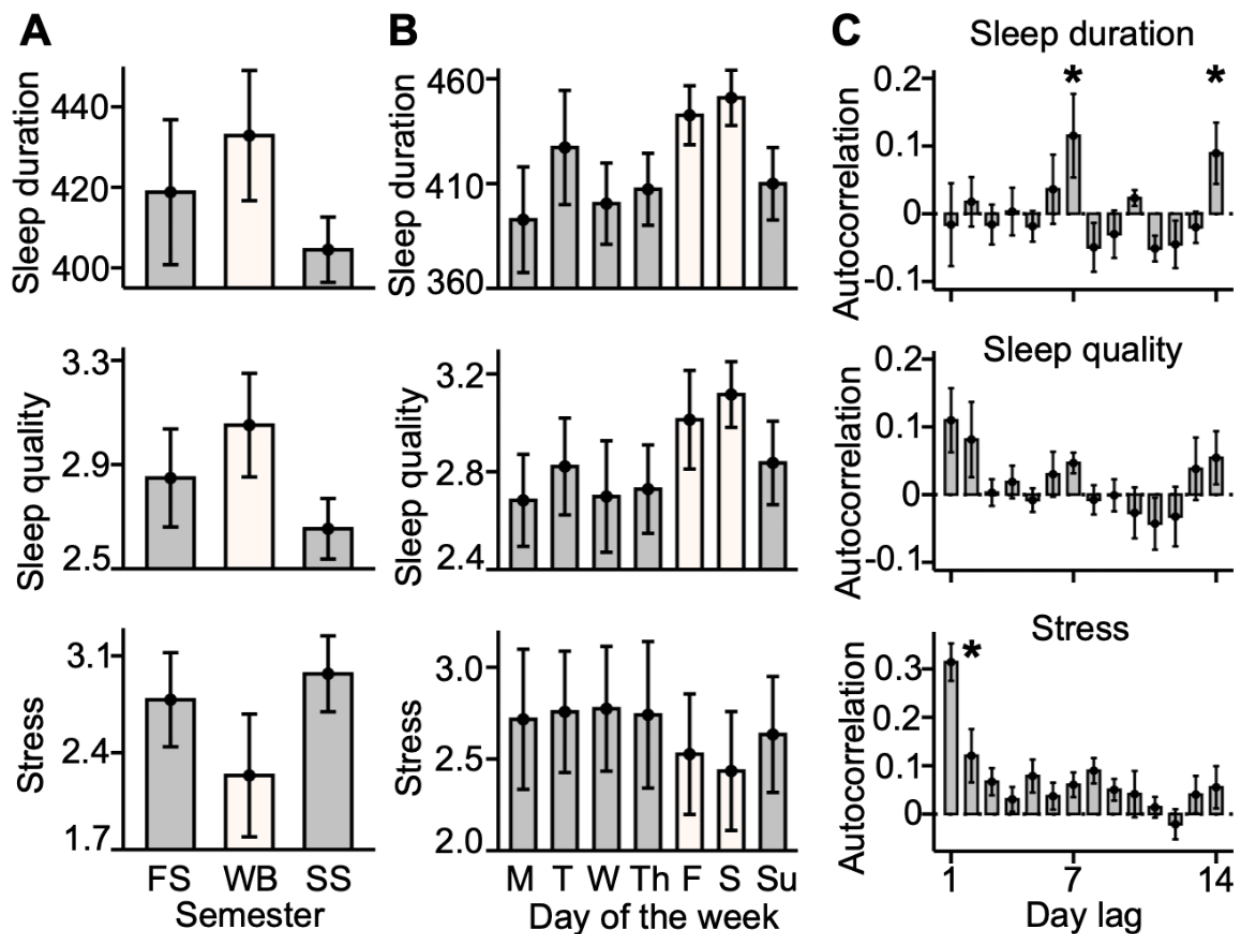 A
B
C
Sleep duration
440
420
400
Sleep duration
460
410
360
Sleep duration
Autocorrelation
0.2
0.1
0
-0.1
*
*
Sleep quality
3.3
2.9
2.5
Sleep quality
3.2
2.8
2.4
Sleep quality
Autocorrelation
0.2
0.1
0
-0.1
Stress
3.1
2.4
1.7
FS WB SS
Semester
Stress
3.0
2.5
2.0
M T W Th F S Su
Day of the week
Stress
Autocorrelation
0.3
0.2
0.1
0
*
1 7 14
Day lag